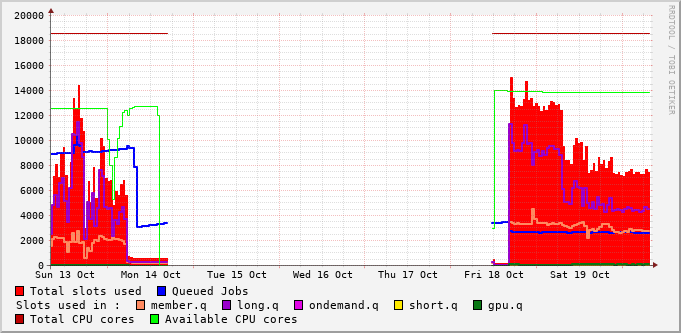 RRDTOOL / TOBI OETIKER
20000
18000
16000
14000
12000
10000
8000
6000
4000
2000
0
Sun 13 Oct Mon 14 Oct Tue 15 Oct Wed 16 Oct Thu 17 Oct Fri 18 Oct Sat 19 Oct
Total slots used Queued Jobs
Slots used in : member.q long.q ondemand.q short.q gpu.q
Total CPU cores Available CPU cores